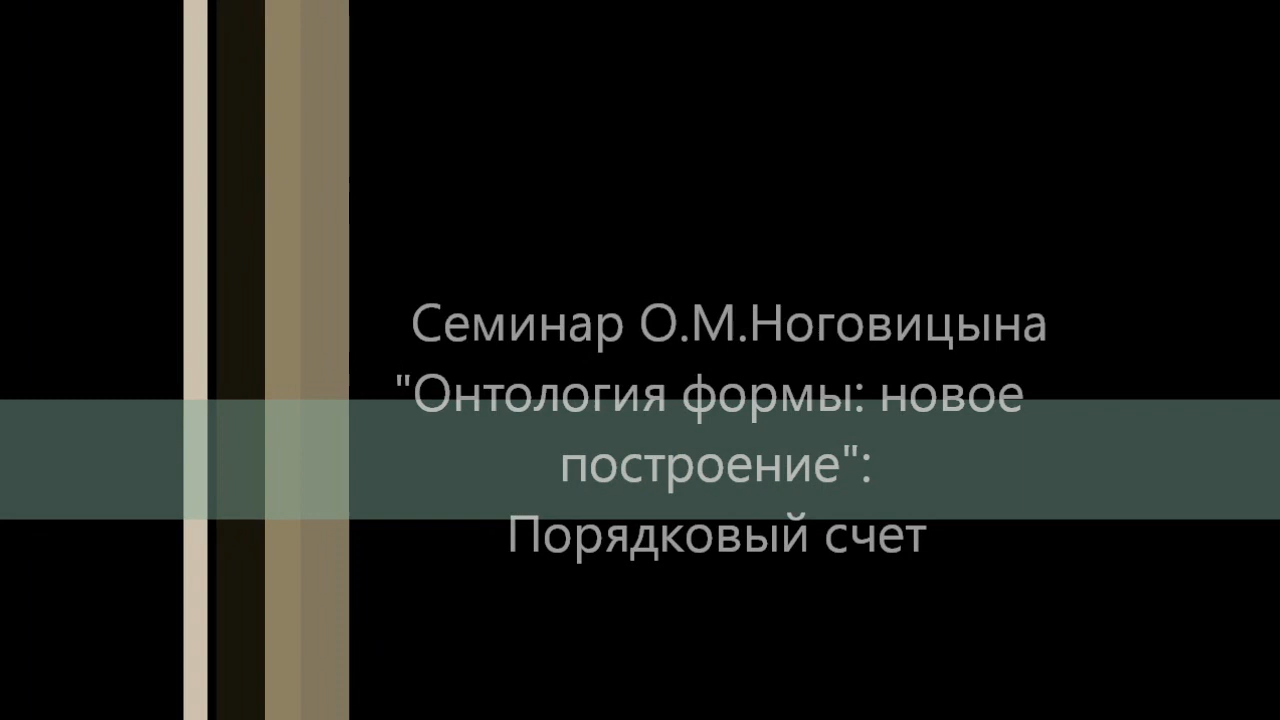 Семинар О.М.Ноговицына
"Онтология формы: новое
построение":
Порядковый счет